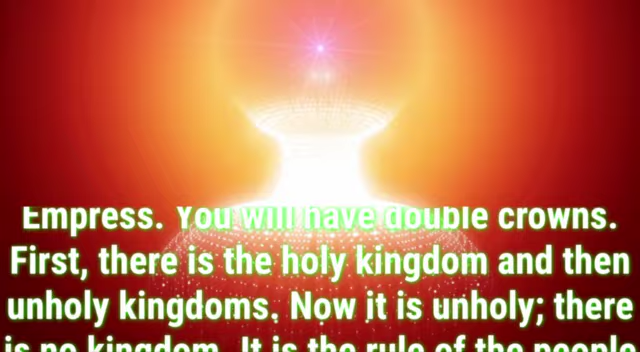 Empress. You will have double crowns.
First, there is the holy kingdom and then
unholy kingdoms. Now it is unholy; there
is no kingdom. It is the rule of the people